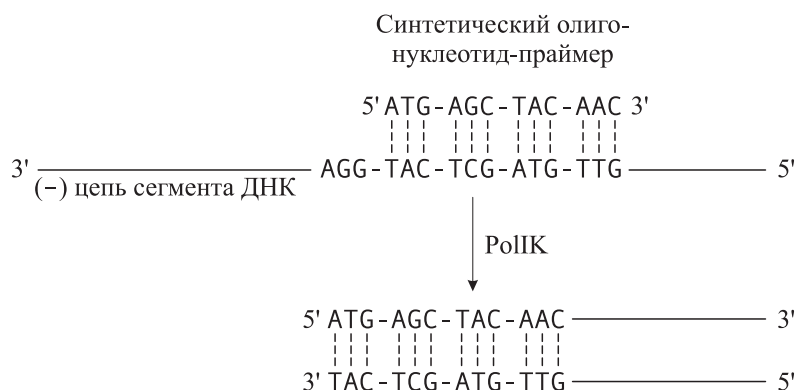 Синтетический олиго-
нуклеотид-праймер
5' ATG-AGC-TAC-AAC 3'
3' AGG-TAC-TCG-ATG-TTG 5'
(–) цепь сегмента ДНК
PolIK
5' ATG-AGC-TAC-AAC 3'
3' TAC-TCG-ATG-TTG 5'